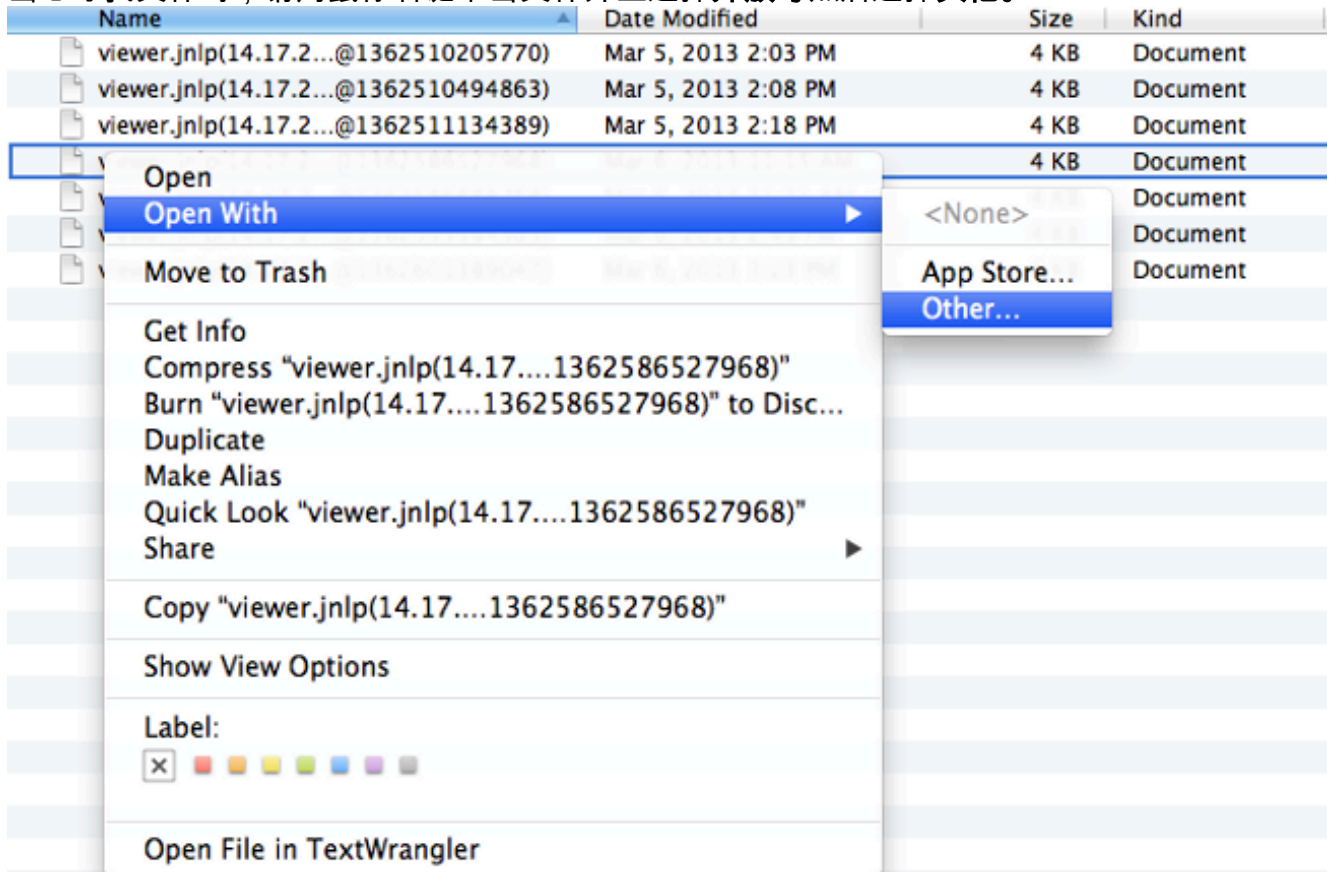 Name Date Modified Size Kind
viewer.jnlp(14.17.2...@1362510205770) Mar 5, 2013 2:03 PM 4 KB Document
viewer.jnlp(14.17.2...@1362510494863) Mar 5, 2013 2:08 PM 4 KB Document
viewer.jnlp(14.17.2...@1362511134389) Mar 5, 2013 2:18 PM 4 KB Document
4 KB Document
Document
Document
Document
Open
Open With
Move to Trash
Get Info
Compress “viewer.jnlp(14.17....1362586527968)”
Burn “viewer.jnlp(14.17....1362586527968)” to Disc...
Duplicate
Make Alias
Quick Look “viewer.jnlp(14.17....1362586527968)”
Share
Copy “viewer.jnlp(14.17....1362586527968)”
Show View Options
Label:
Open File in TextWrangler
<None>
App Store...
Other...